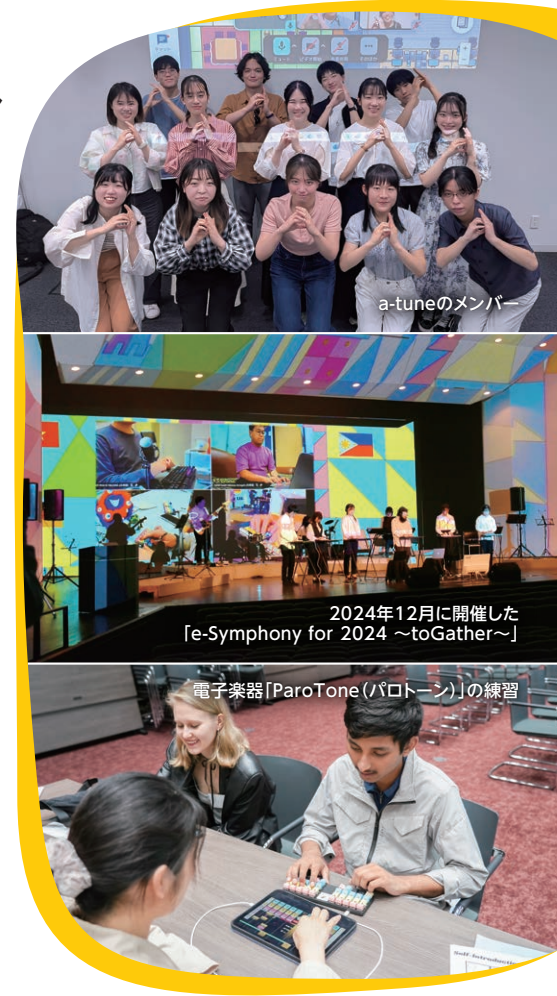 a-tuneのメンバー
2024年12月に開催した
「e-Symphony for 2024 ～toGather～」
電子楽器「ParoTone(パロトーン)」の練習
Self-Introduction